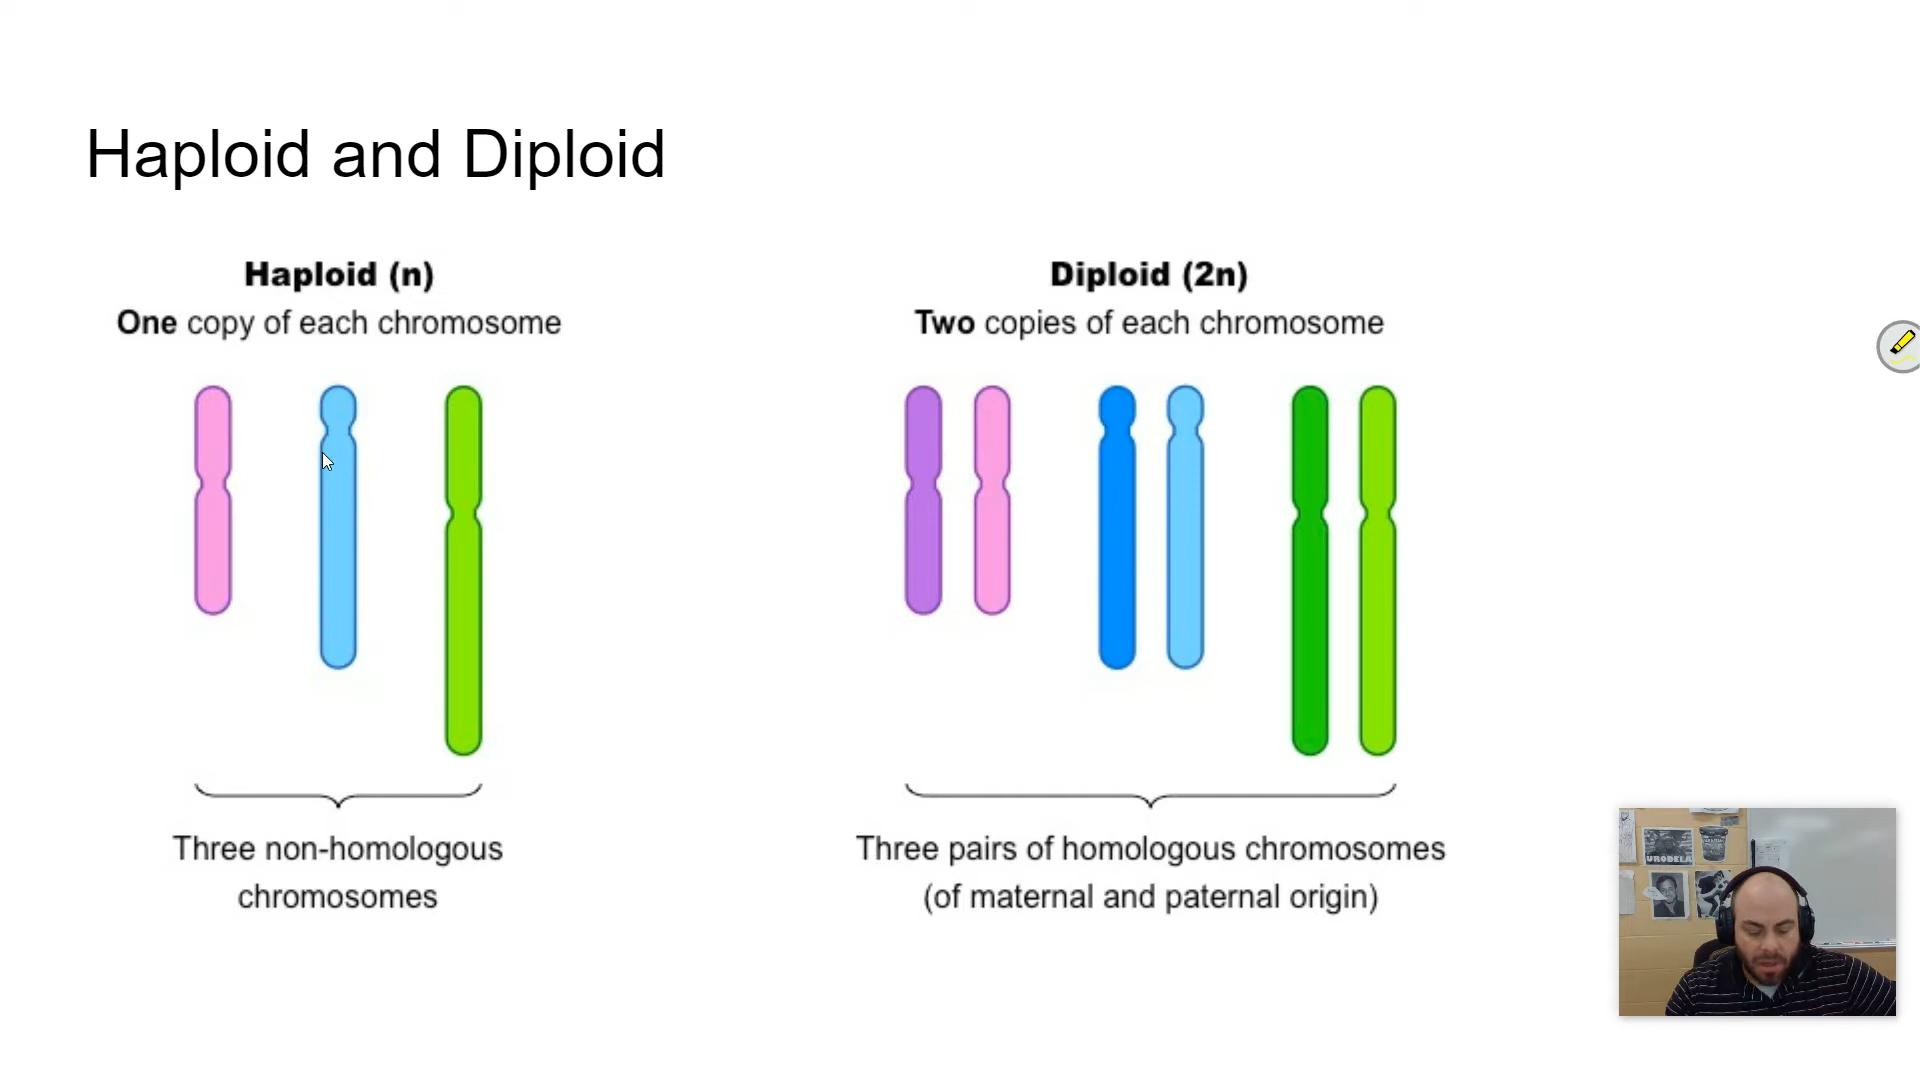 Haploid and Diploid
Haploid (n)
One copy of each chromosome
Three non-homologous
chromosomes
Diploid (2n)
Two copies of each chromosome
Three pairs of homologous chromosomes
(of maternal and paternal origin)
URODELA